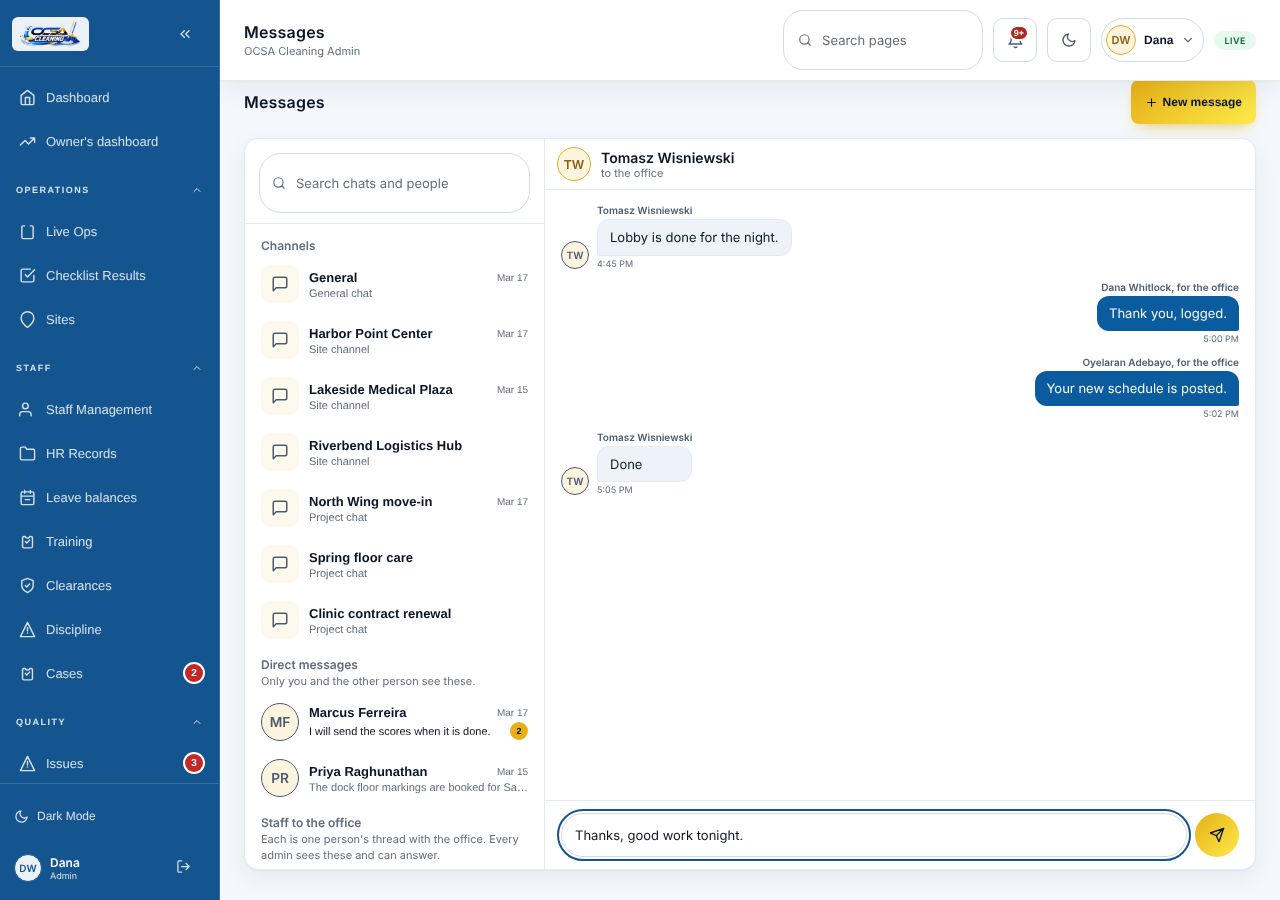 OCSA
CLEANING
Messages
OCSA Cleaning Admin
Search pages
9+
DW
Dana
LIVE
Dashboard
Owner's dashboard
OPERATIONS
Live Ops
Checklist Results
Sites
STAFF
Staff Management
HR Records
Leave balances
Training
Clearances
Discipline
Cases
2
QUALITY
Issues
3
Dark Mode
DW
Dana
Admin
Messages
New message
Search chats and people
Channels
General
Mar 17
General chat
Harbor Point Center
Mar 17
Site channel
Lakeside Medical Plaza
Mar 15
Site channel
Riverbend Logistics Hub
Site channel
North Wing move-in
Mar 17
Project chat
Spring floor care
Project chat
Clinic contract renewal
Project chat
Direct messages
Only you and the other person see these.
MF
Marcus Ferreira
Mar 17
I will send the scores when it is done.
2
PR
Priya Raghunathan
Mar 15
The dock floor markings are booked for Sa...
Staff to the office
Each is one person's thread with the office. Every
admin sees these and can answer.
TW
Tomasz Wisniewski
to the office
Tomasz Wisniewski
Lobby is done for the night.
TW
4:45 PM
Dana Whitlock, for the office
Thank you, logged.
5:00 PM
Oyelaran Adebayo, for the office
Your new schedule is posted.
5:02 PM
Tomasz Wisniewski
Done
TW
5:05 PM
Thanks, good work tonight.